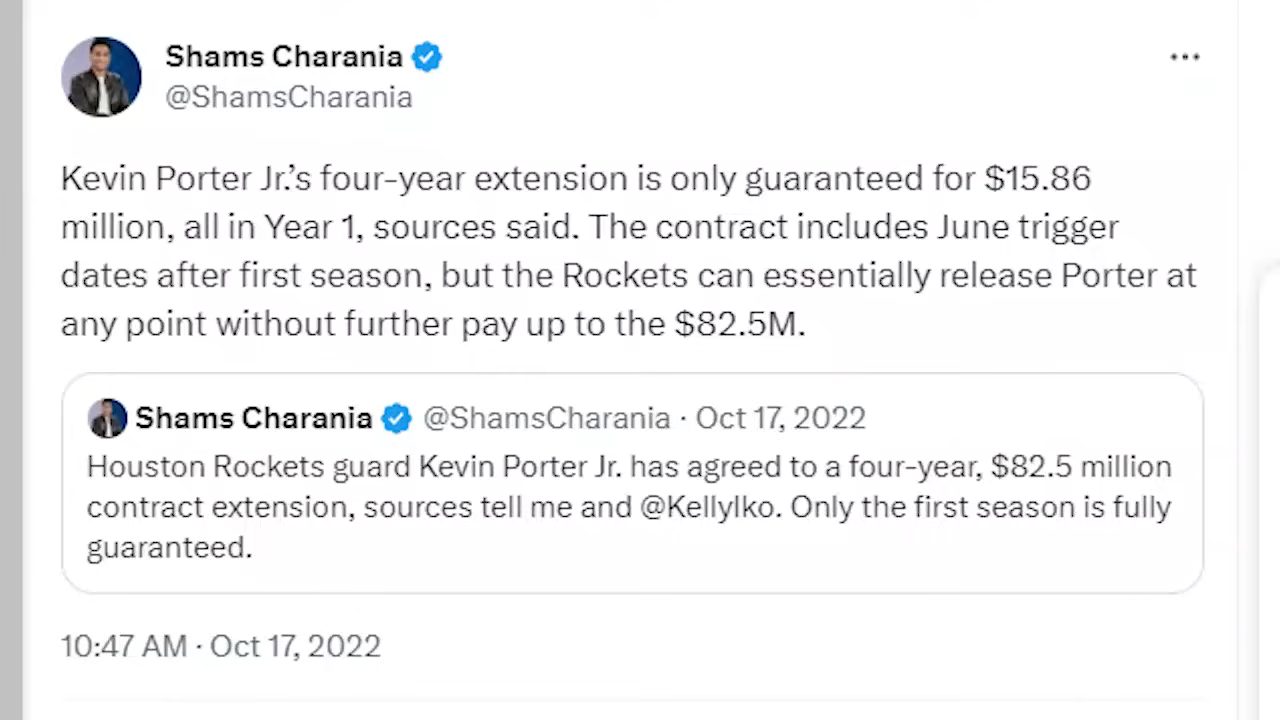 Shams Charania
@ShamsCharania
Kevin Porter Jr.’s four-year extension is only guaranteed for $15.86
million, all in Year 1, sources said. The contract includes June trigger
dates after first season, but the Rockets can essentially release Porter at
any point without further pay up to the $82.5M.
Shams Charania @ShamsCharania · Oct 17, 2022
Houston Rockets guard Kevin Porter Jr. has agreed to a four-year, $82.5 million
contract extension, sources tell me and @KellyIko. Only the first season is fully
guaranteed.
10:47 AM · Oct 17, 2022